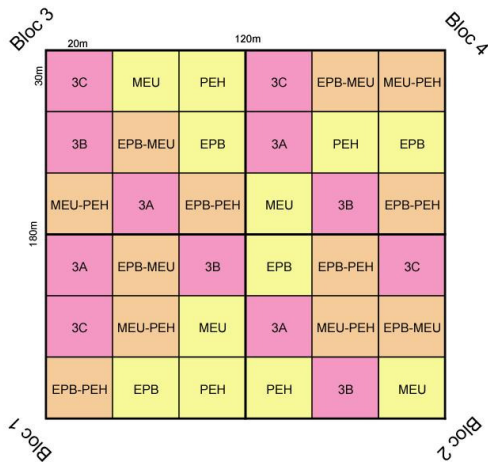 Bloc 3
Bloc 4
20m
120m
30m
3C MEU PEH 3C EPB-MEU MEU-PEH
3B EPB-MEU EPB 3A PEH EPB
MEU-PEH 3A EPB-PEH MEU 3B EPB-PEH
180m
3A EPB-MEU 3B EPB EPB-PEH 3C
3C MEU-PEH MEU 3A MEU-PEH EPB-MEU
EPB-PEH EPB PEH PEH 3B MEU
Bloc 1
Bloc 2